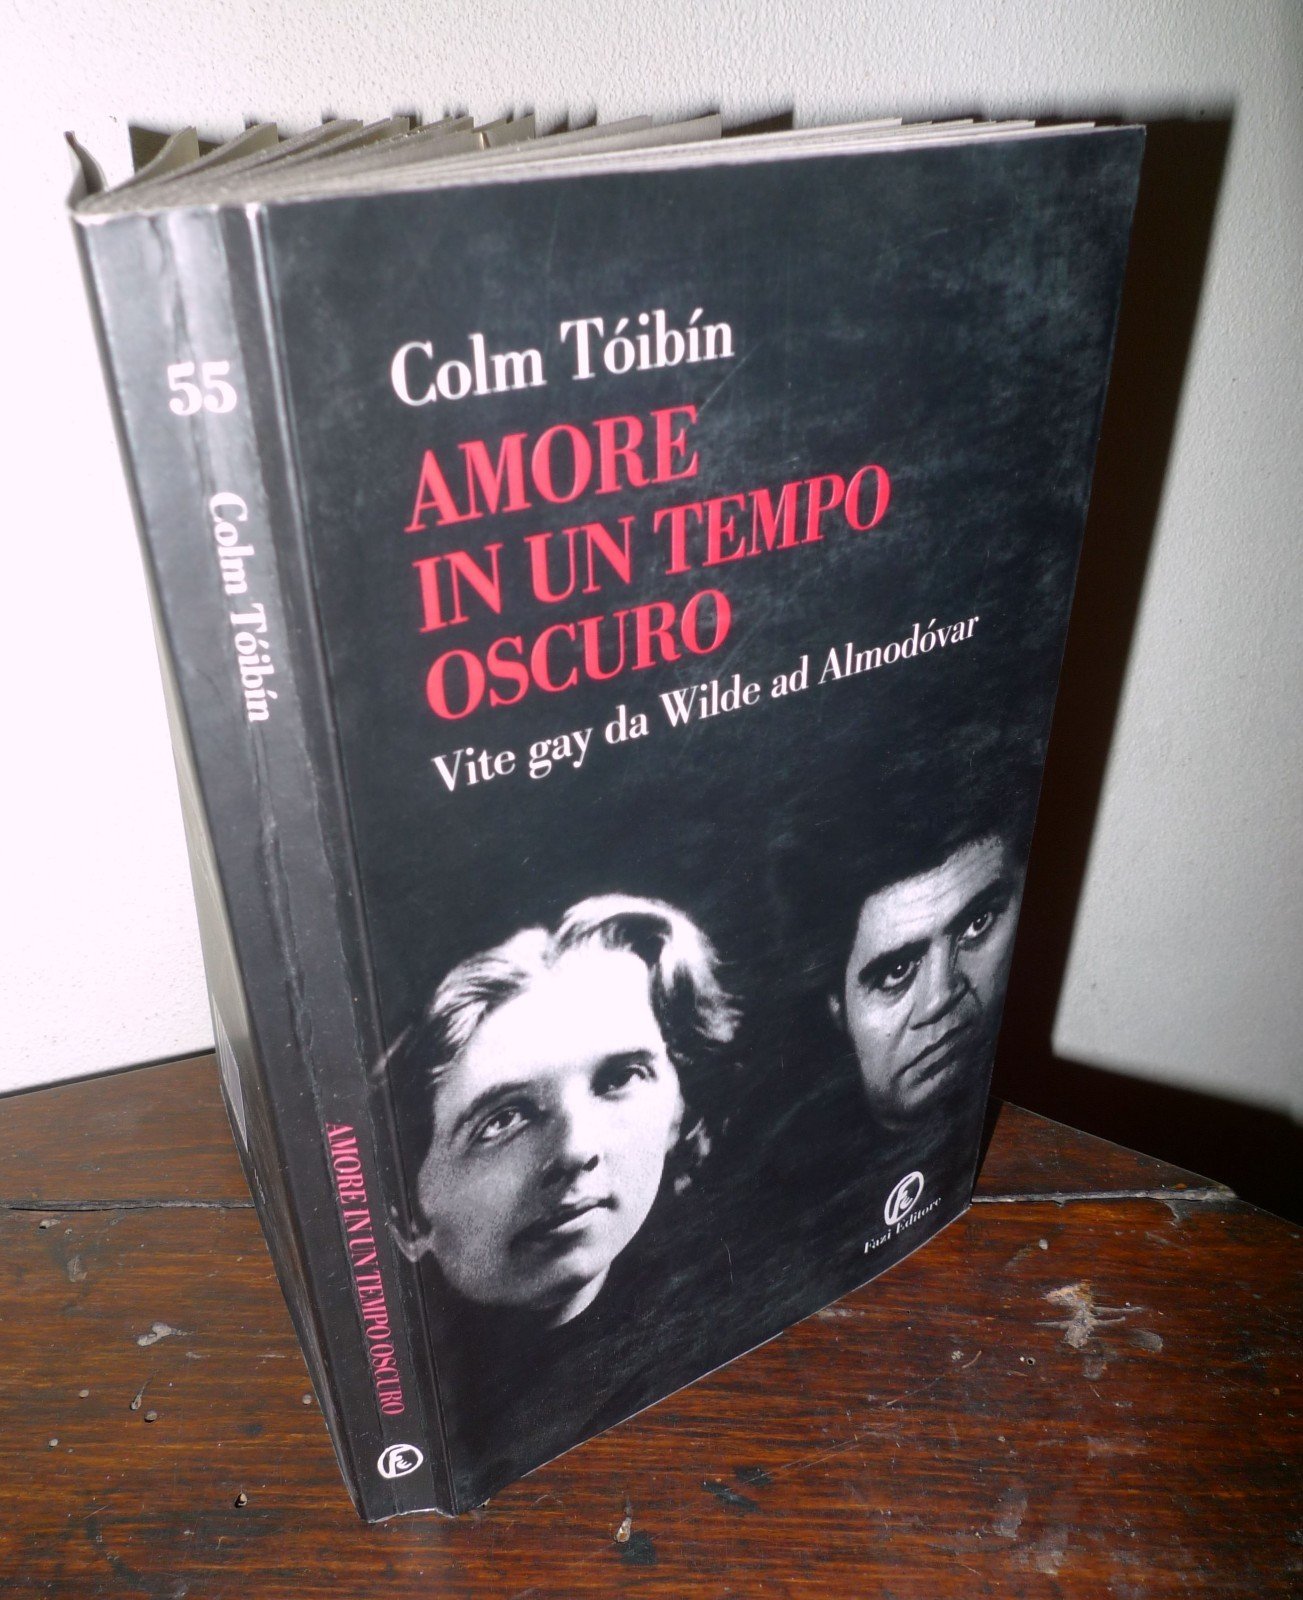 55
Colm Tóibín
AMORE IN UN TEMPO OSCURO
Colm Tóibín
AMORE
IN UN TEMPO
OSCURO
Vite gay da Wilde ad Almodóvar
Fazi Editore